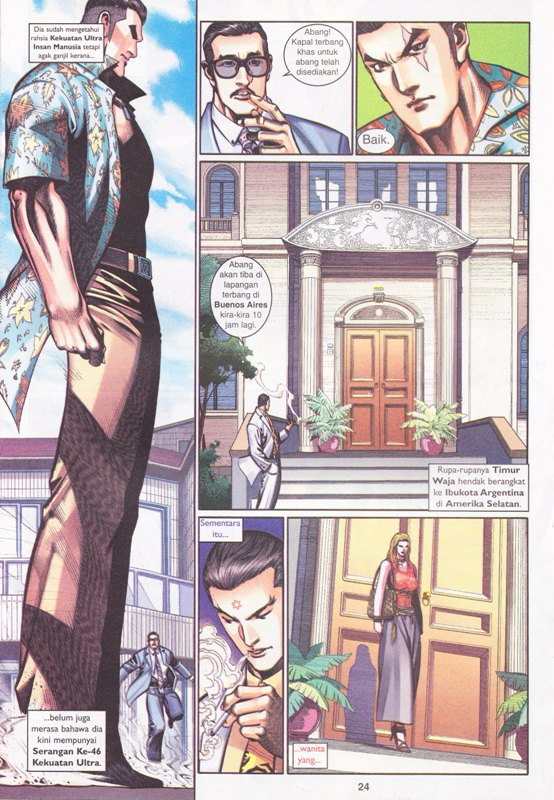 Dia sudah mengetahui
rahsia Kekuatan Ultra
Insan Manusia tetapi
agak ganjil kerana...
...belum juga
merasa bahawa dia
kini mempunyai
Serangan Ke-46
Kekuatan Ultra.
Abang!
Kapal terbang
khas untuk
abang telah
disediakan!
Baik.
Abang
akan tiba di
lapangan
terbang di
Buenos Aires
kira-kira 10
jam lagi.
Rupa-rupanya Timur
Waja hendak berangkat
ke Ibukota Argentina
di Amerika Selatan.
Sementara
itu...
...wanita
yang...
24